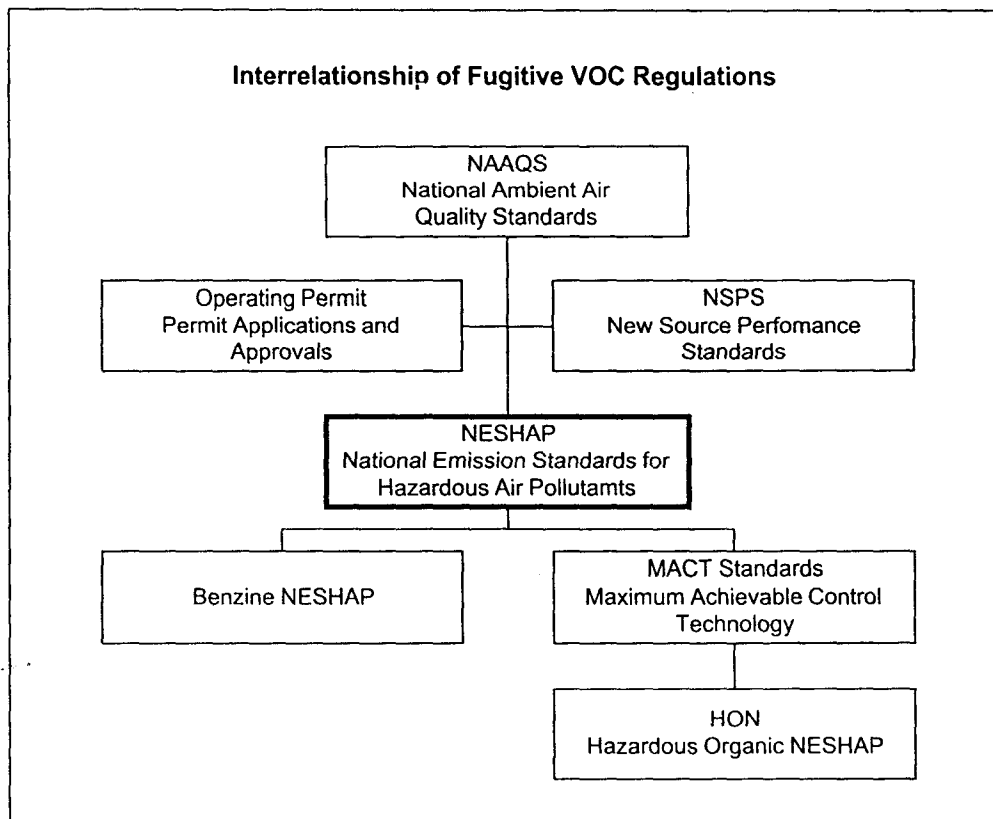 Interrelationship of Fugitive VOC Regulations
NAAQS
National Ambient Air
Quality Standards
Operating Permit
Permit Applications and
Approvals
NSPS
New Source Perfomance
Standards
NESHAP
National Emission Standards for
Hazardous Air Pollutamts
Benzine NESHAP
MACT Standards
Maximum Achievable Control
Technology
HON
Hazardous Organic NESHAP